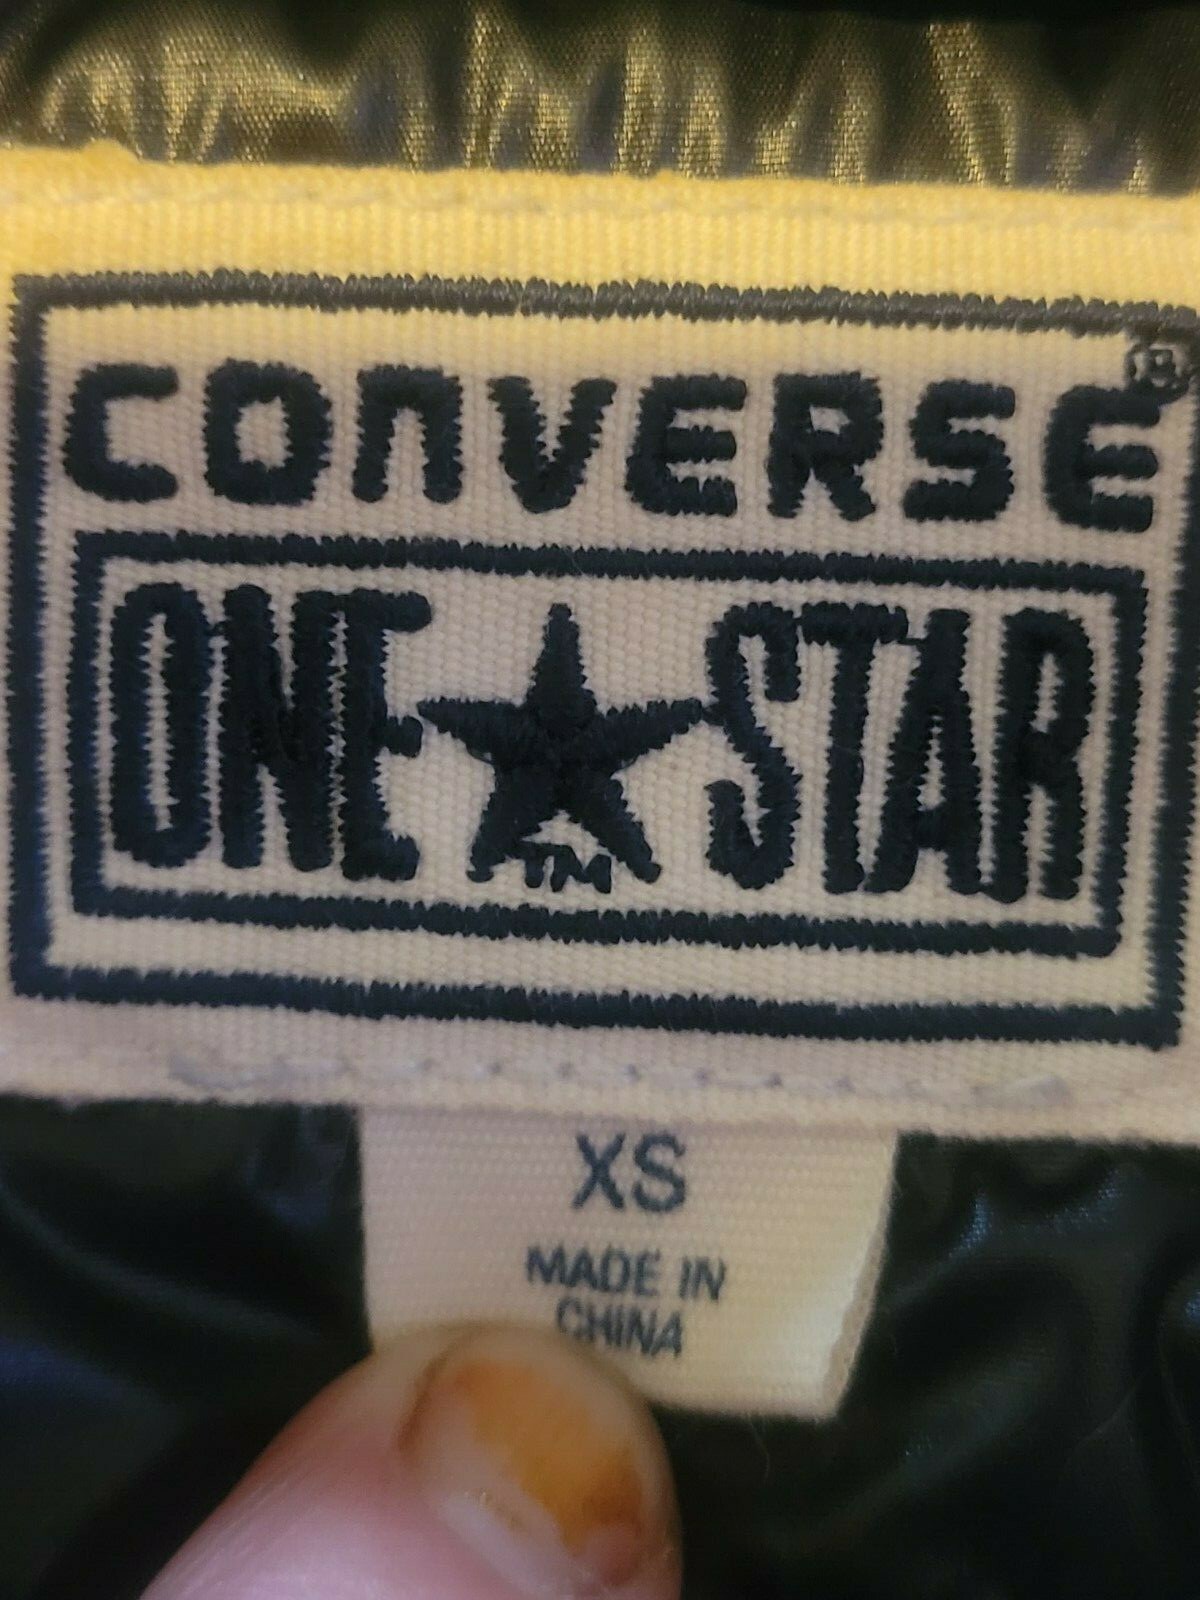 CONVERSE®
ONE STAR
TM
XS
MADE IN
CHINA